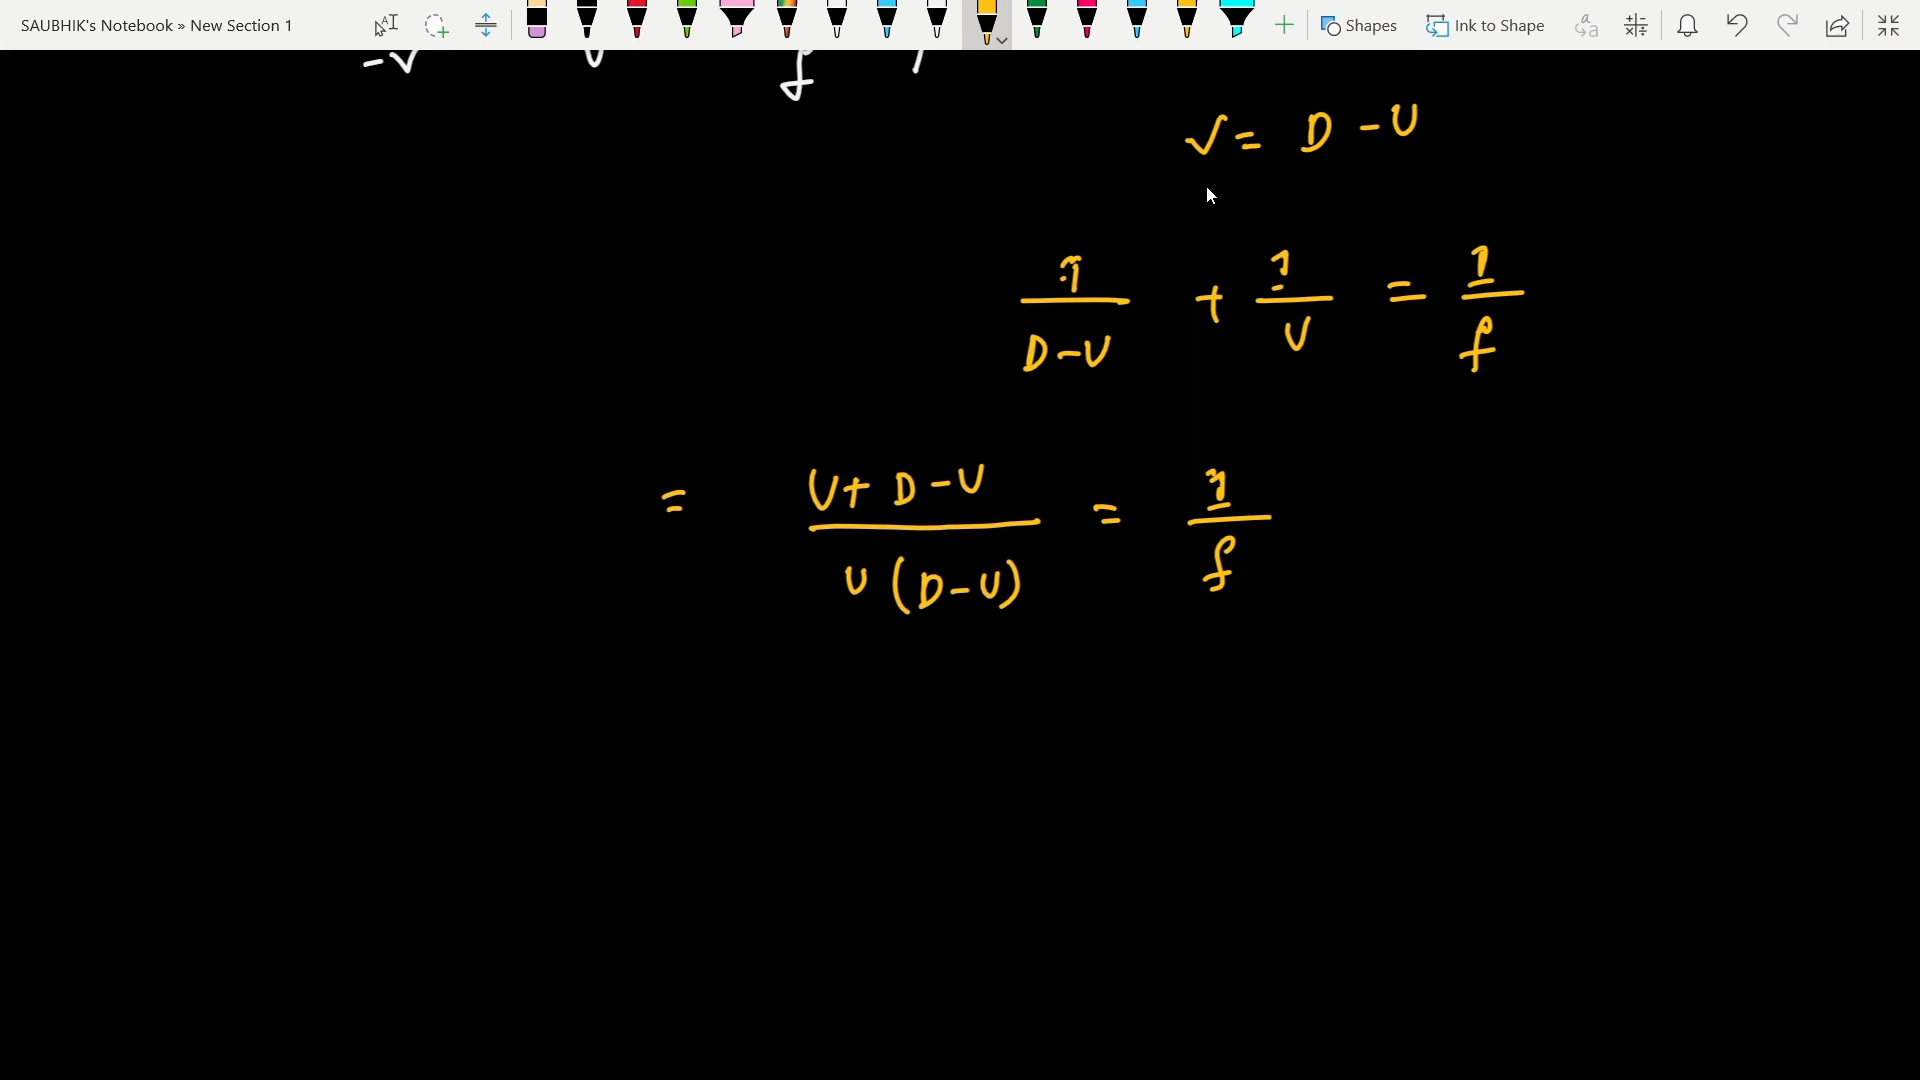 SAUBHIK's Notebook » New Section 1
Shapes
Ink to Shape
-v u f
v = D - U
1/(D-U) + 1/U = 1/f
= (U + D - U)/(U (D-U)) = 1/f